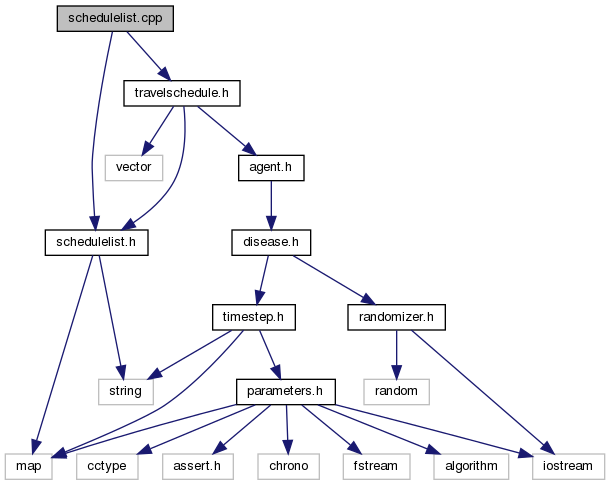 schedulelist.cpp
travelschedule.h
vector
agent.h
schedulelist.h
disease.h
timestep.h
randomizer.h
string
parameters.h
random
map
cctype
assert.h
chrono
fstream
algorithm
iostream